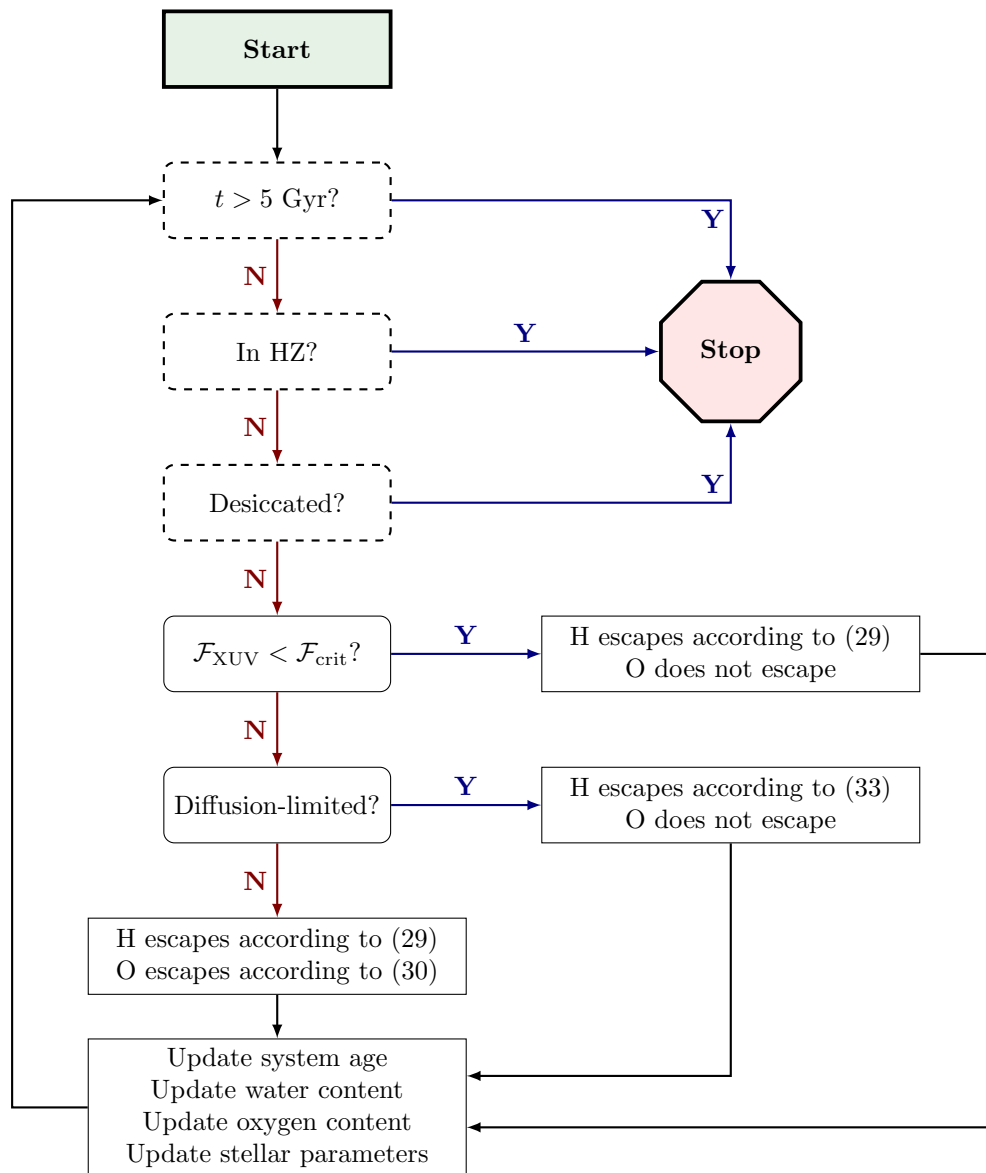 Start
t > 5 Gyr?
Y
N
In HZ?
Y
Stop
N
Desiccated?
Y
N
ℱ_XUV < ℱ_crit?
Y
H escapes according to (29)
O does not escape
N
Diffusion-limited?
Y
H escapes according to (33)
O does not escape
N
H escapes according to (29)
O escapes according to (30)
Update system age
Update water content
Update oxygen content
Update stellar parameters